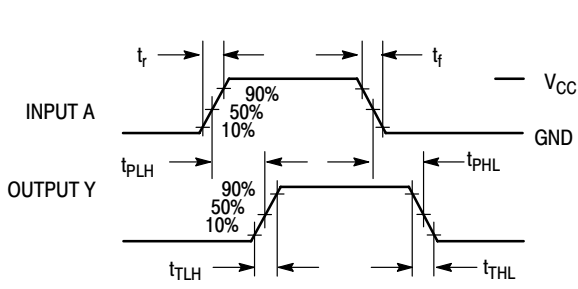 tr tf
90% VCC
INPUT A 50%
10% GND
tPLH tPHL
OUTPUT Y 90%
50%
10%
tTLH tTHL